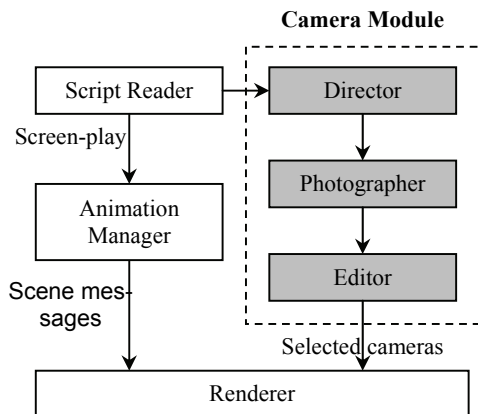 Camera Module
Script Reader
Director
Screen-play
Photographer
Animation
Manager
Editor
Scene mes-
sages
Selected cameras
Renderer